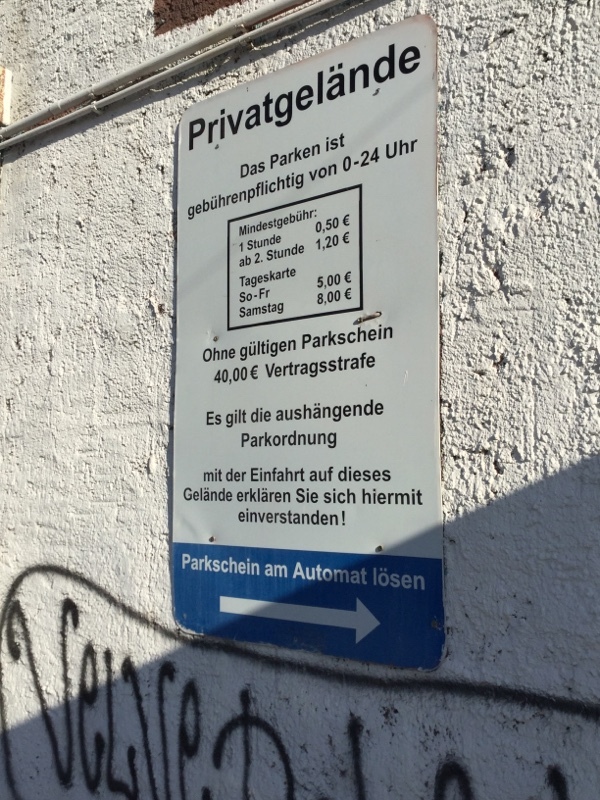 Privatgelände
Das Parken ist
gebührenpflichtig von 0-24 Uhr
Mindestgebühr:
1 Stunde 0,50 €
ab 2. Stunde 1,20 €
Tageskarte
So-Fr 5,00 €
Samstag 8,00 €
Ohne gültigen Parkschein
40,00 € Vertragsstrafe
Es gilt die aushängende
Parkordnung
mit der Einfahrt auf dieses
Gelände erklären Sie sich hiermit
einverstanden!
Parkschein am Automat lösen